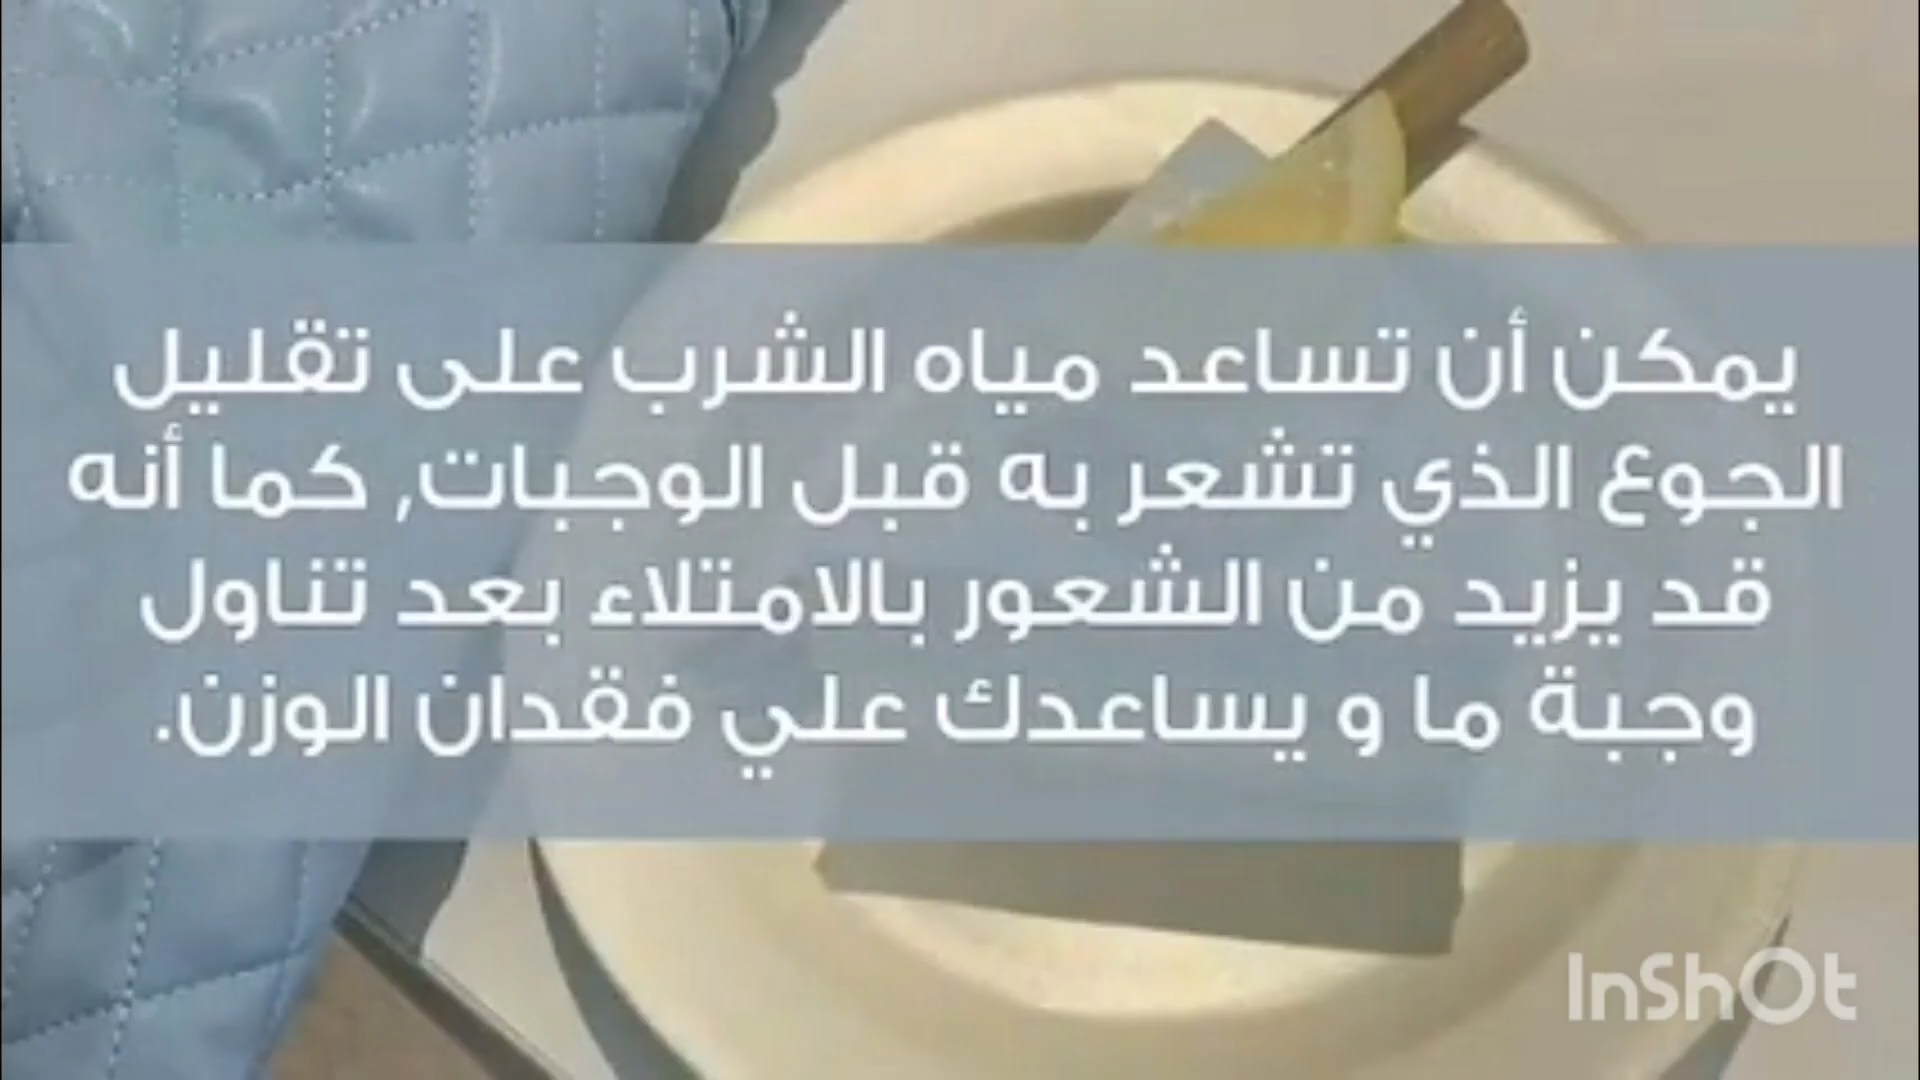 يمكن أن تساعد مياه الشرب على تقليل
الجوع الذي تشعر به قبل الوجبات, كما أنه
قد يزيد من الشعور بالامتلاء بعد تناول
وجبة ما و يساعدك علي فقدان الوزن.
InShOt